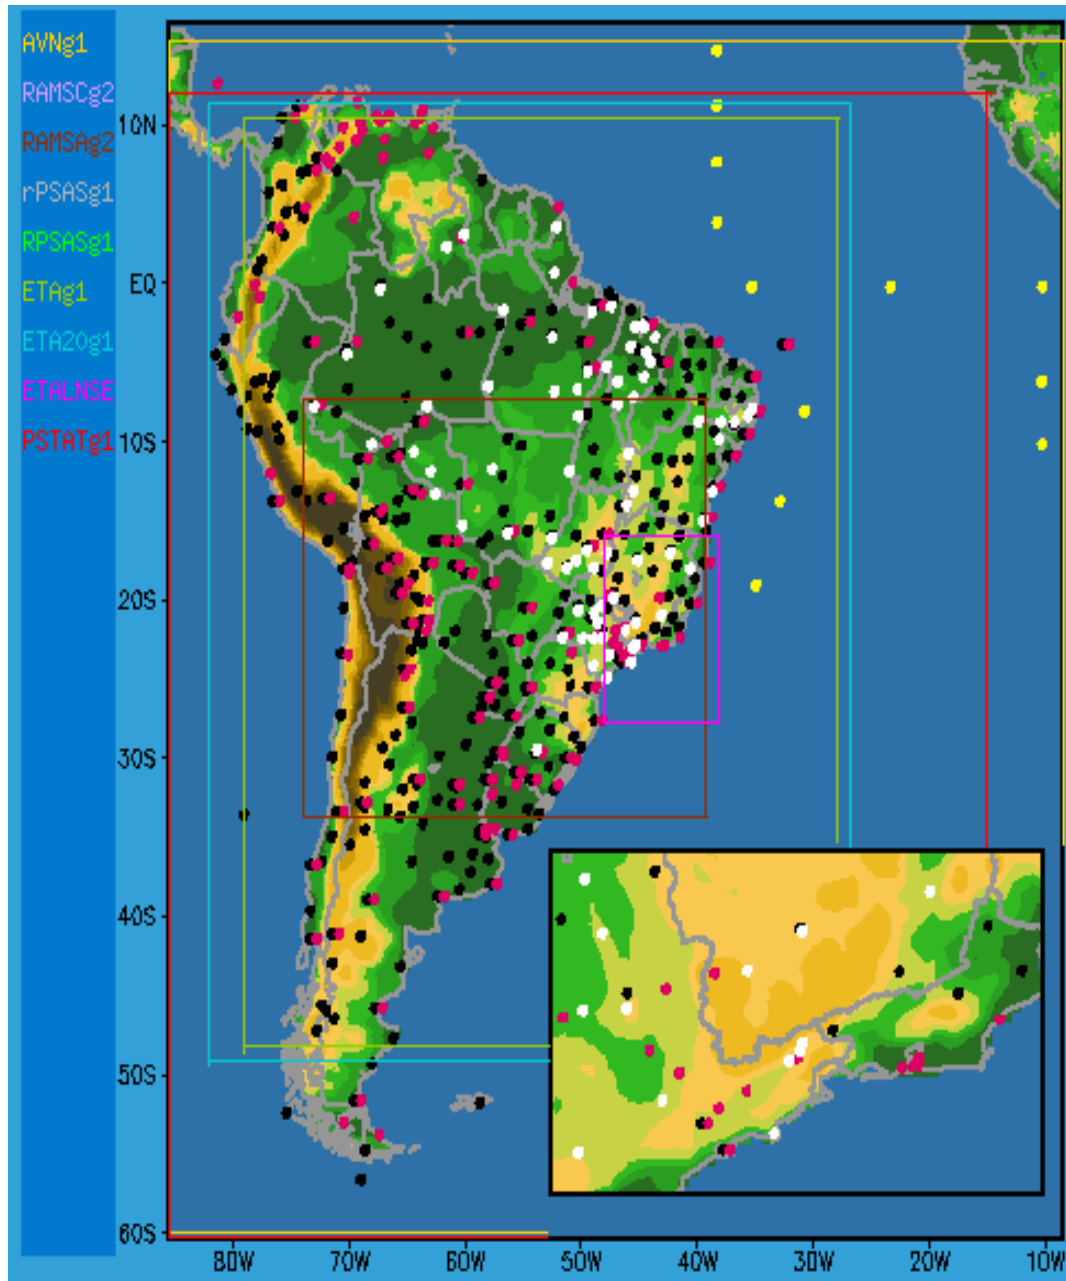 AVNg1
RAMSCg2
RAMSAg2
rPSASg1
RPSASg1
ETAg1
ETA20g1
ETALNSE
PSTATg1
10N
EQ
10S
20S
30S
40S
50S
60S
80W 70W 60W 50W 40W 30W 20W 10W